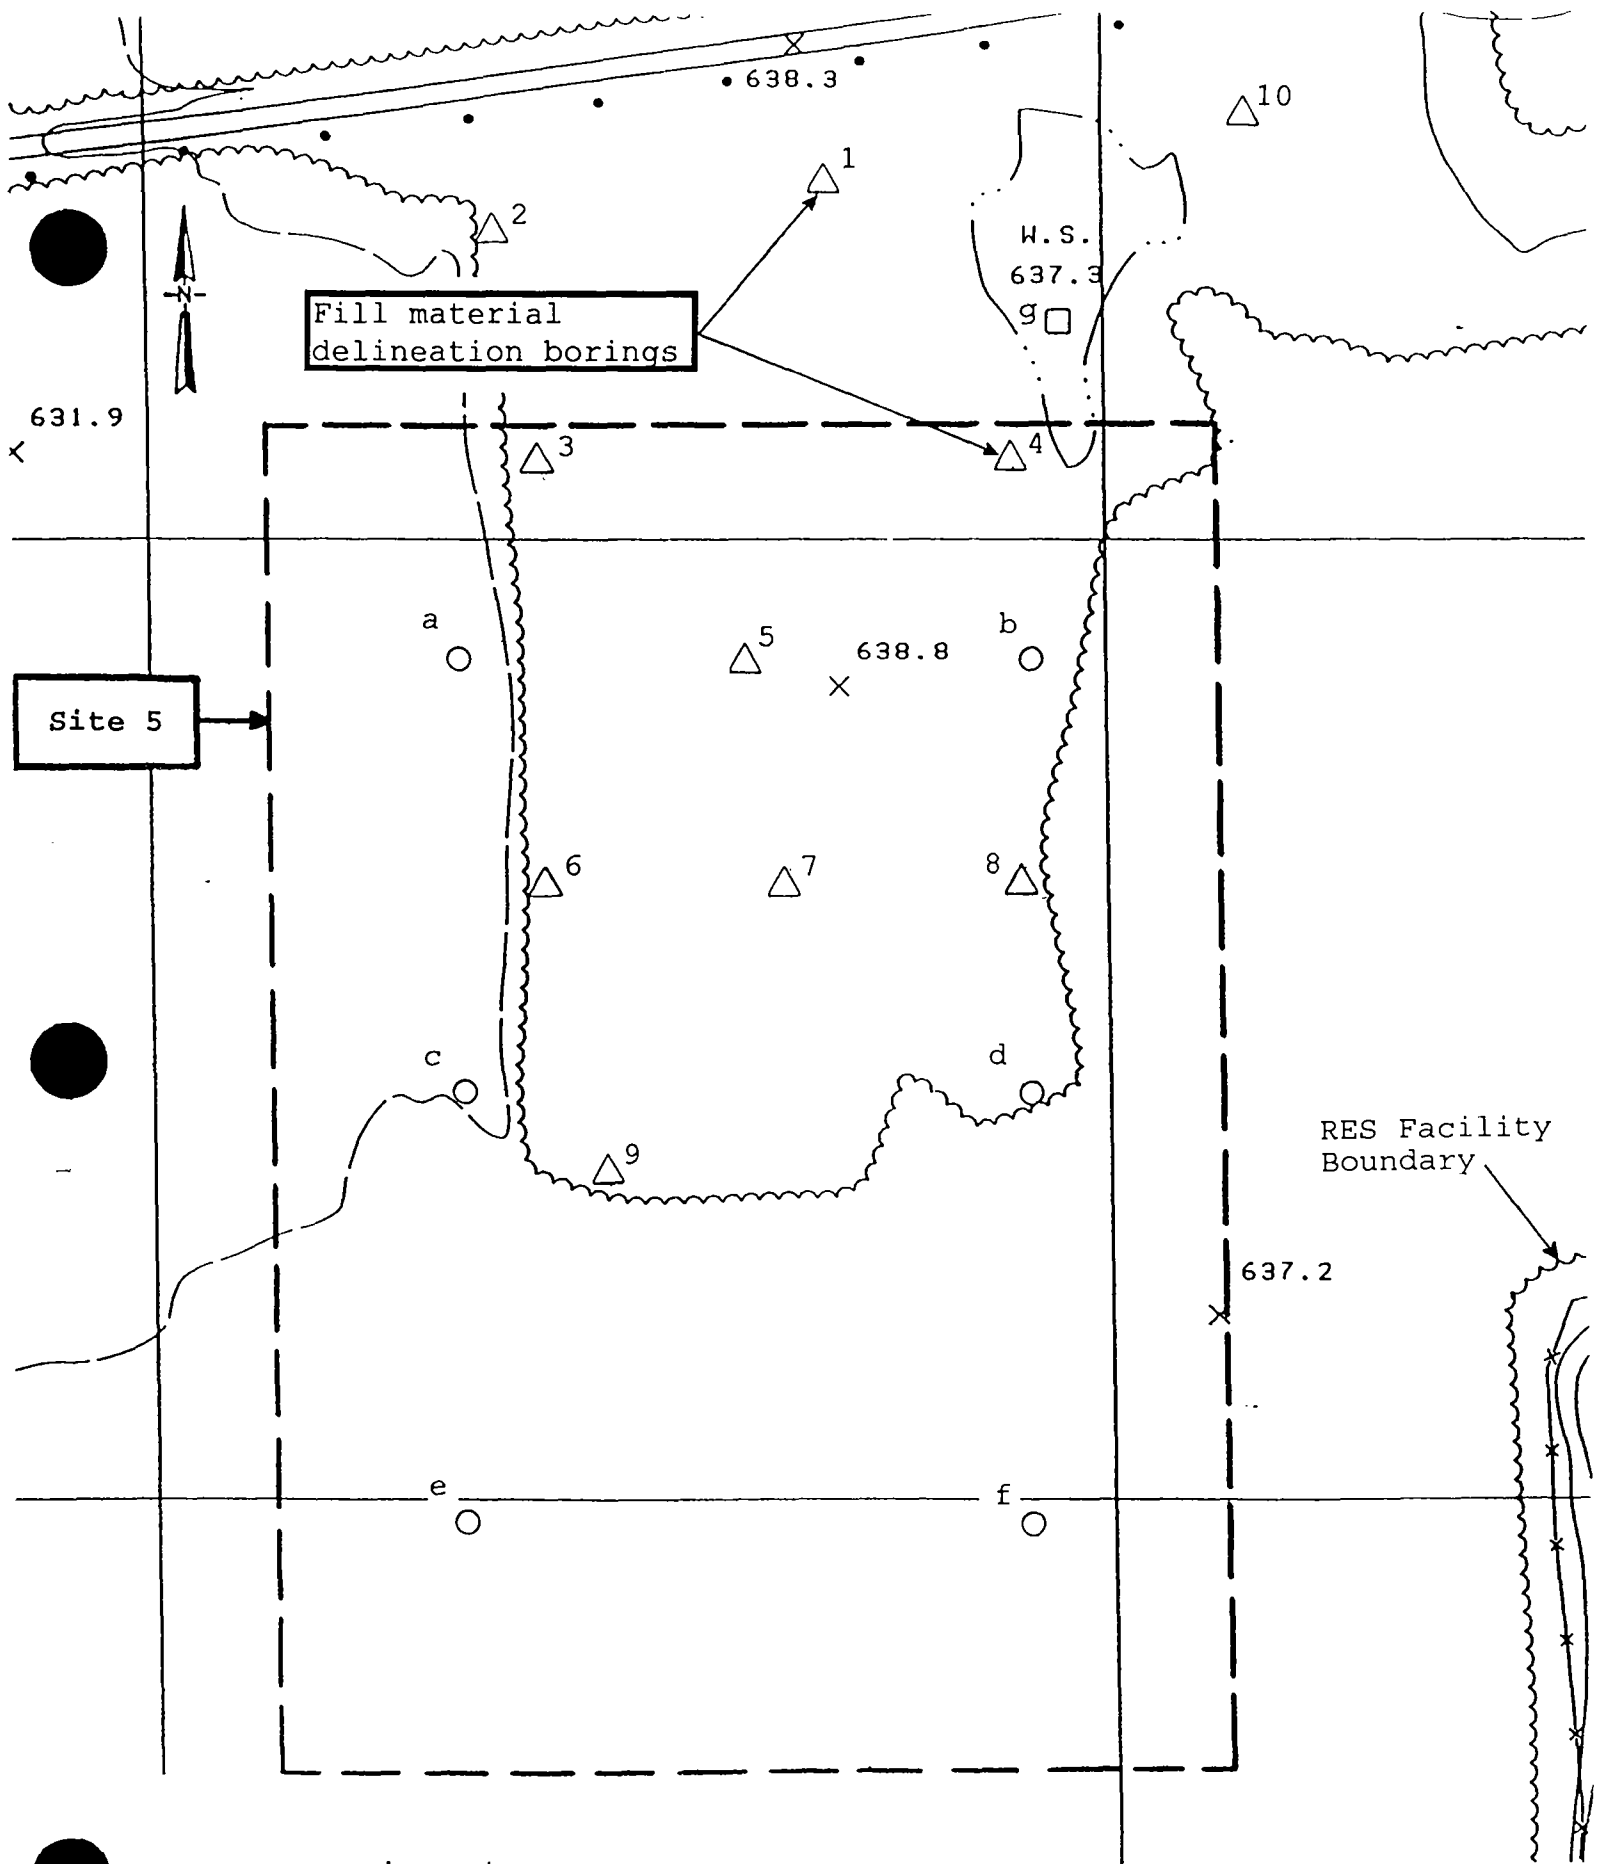 638.3
10
1
2
W.S.
637.3
N
g
Fill material
delineation borings
631.9
3
4
a
5
638.8
b
Site 5
6
7
8
c
d
9
RES Facility
Boundary
637.2
e
f